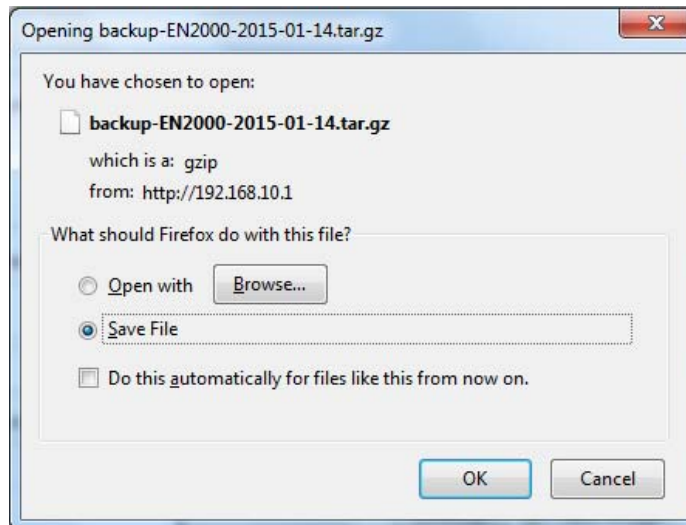 Opening backup-EN2000-2015-01-14.tar.gz
You have chosen to open:
backup-EN2000-2015-01-14.tar.gz
which is a: gzip
from: http://192.168.10.1
What should Firefox do with this file?
Open with Browse...
Save File
Do this automatically for files like this from now on.
OK Cancel